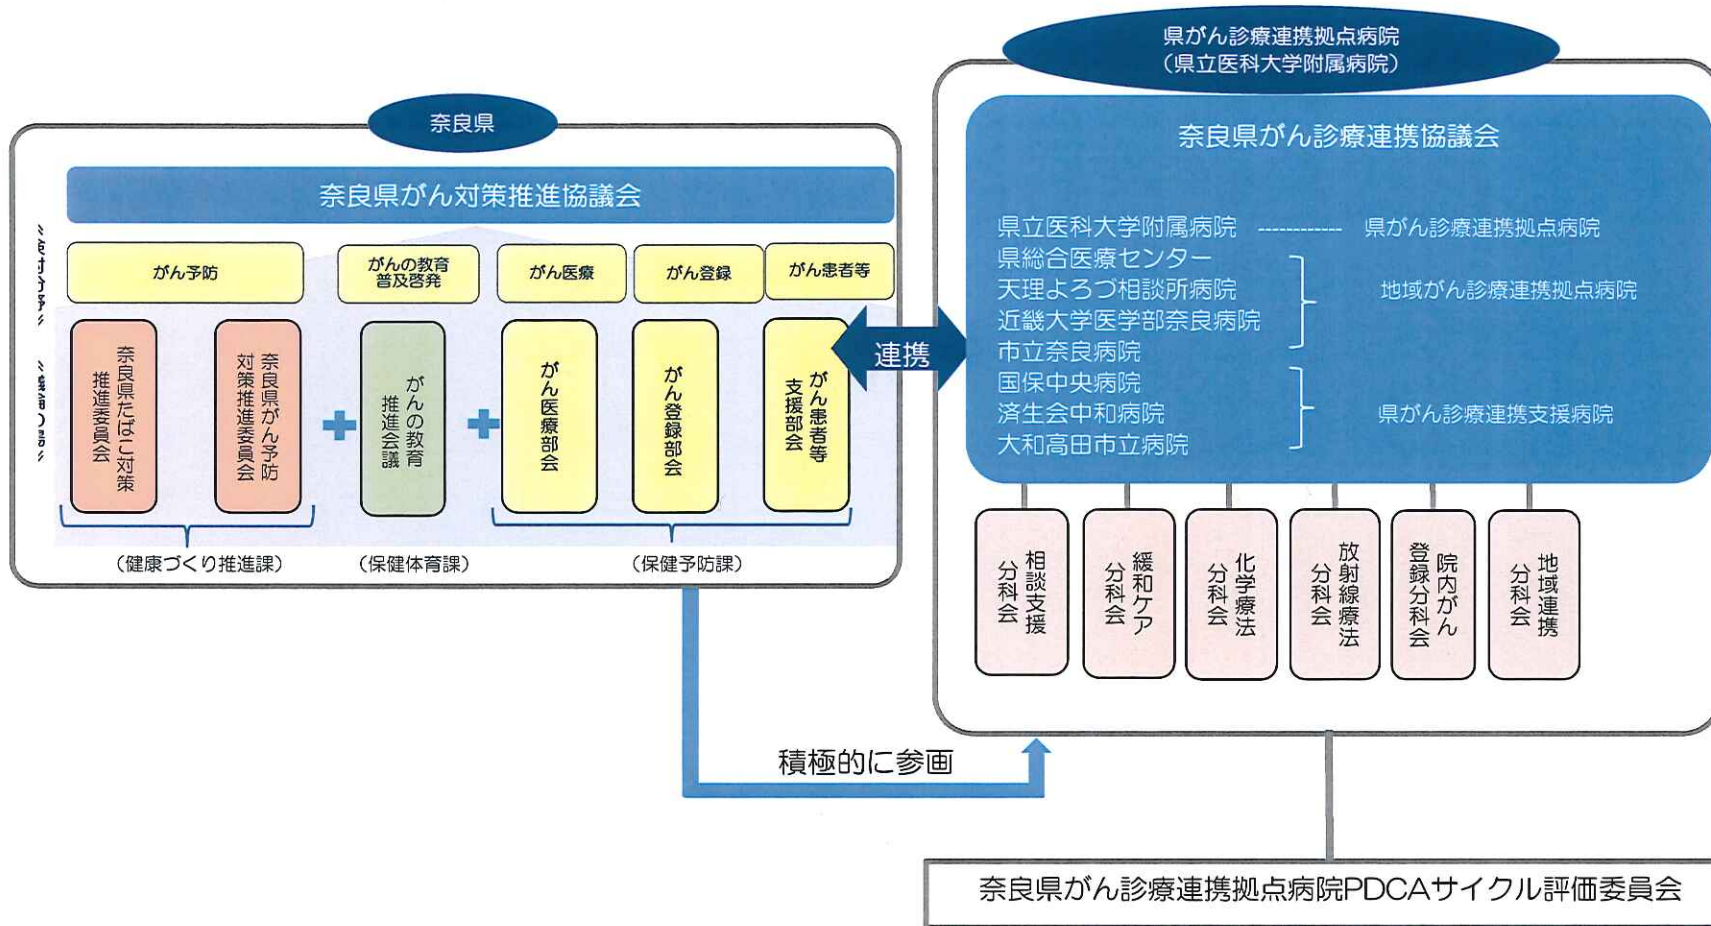 県がん診療連携拠点病院
（県立医科大学附属病院）
奈良県
奈良県がん対策推進協議会
がん予防
がんの教育
普及啓発
がん医療
がん登録
がん患者等
奈良県たばこ対策
推進委員会
奈良県がん予防
対策推進委員会
がんの教育
推進会議
がん医療部会
がん登録部会
がん患者等
支援部会
（健康づくり推進課）
（保健体育課）
（保健予防課）
連携
奈良県がん診療連携協議会
県立医科大学附属病院 ------------ 県がん診療連携拠点病院
県総合医療センター
天理よろづ相談所病院
地域がん診療連携拠点病院
近畿大学医学部奈良病院
市立奈良病院
国保中央病院
済生会中和病院
県がん診療連携支援病院
大和高田市立病院
相談支援
分科会
緩和ケア
分科会
化学療法
分科会
放射線療法
分科会
院内がん
登録分科会
地域連携
分科会
積極的に参画
奈良県がん診療連携拠点病院PDCAサイクル評価委員会